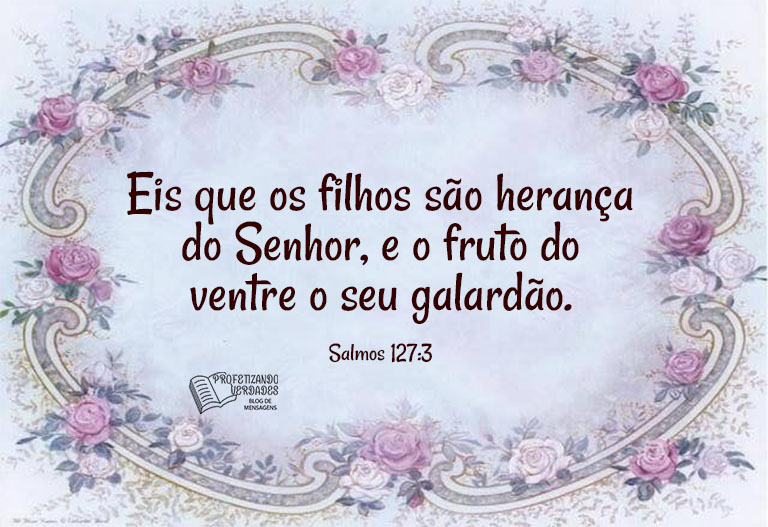 Eis que os filhos são herança
do Senhor, e o fruto do
ventre o seu galardão.
Salmos 127:3
PROFETIZANDO
VERDADES
BLOG DE
MENSAGENS